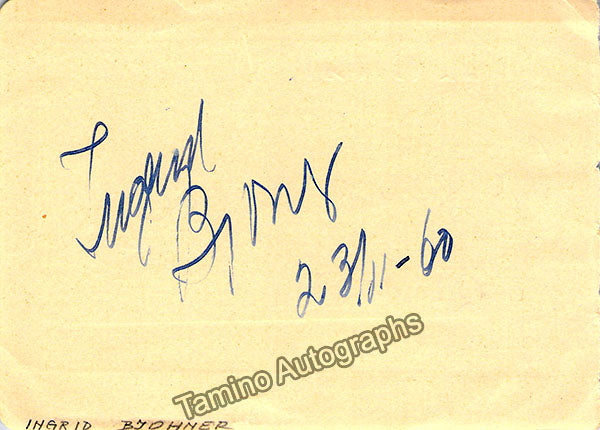 Ingrid
Bjoner
23/11-60
Tamino Autographs
INGRID BJOHNER